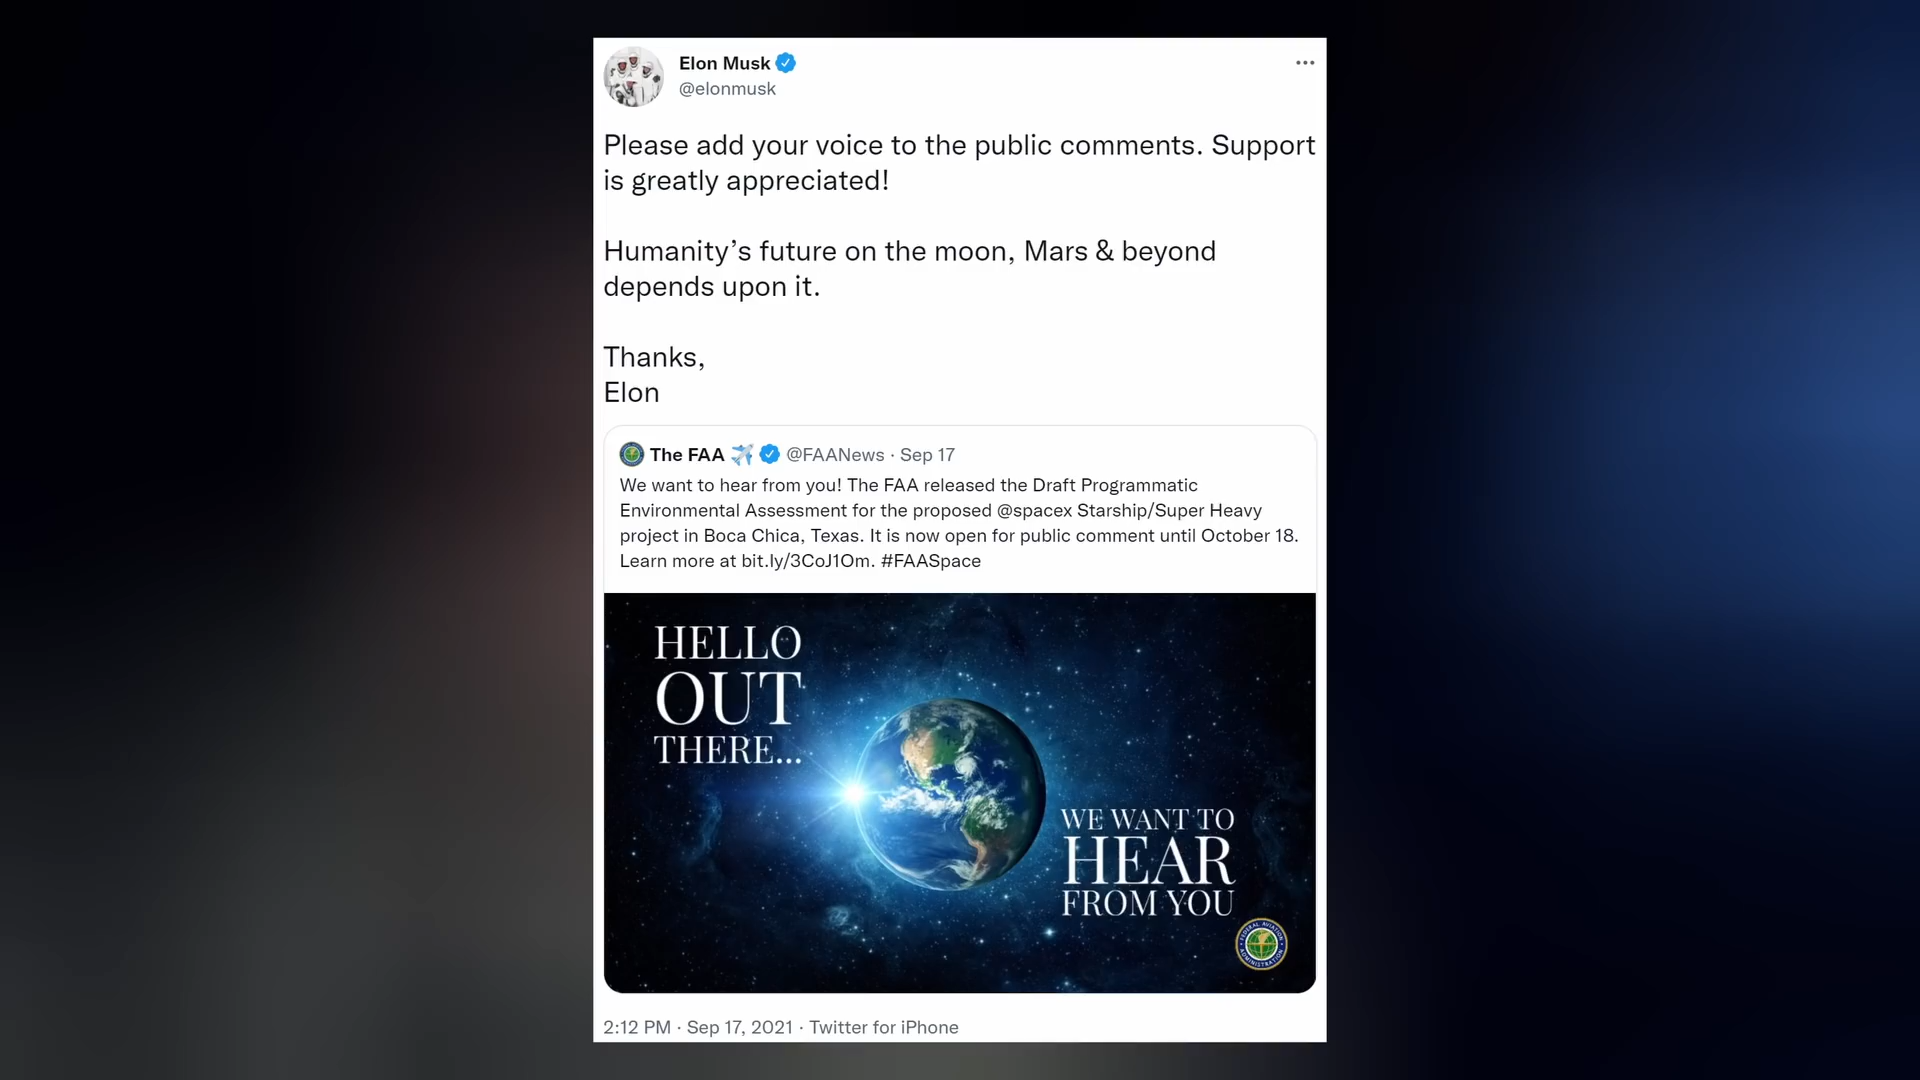 Elon Musk
@elonmusk
Please add your voice to the public comments. Support
is greatly appreciated!
Humanity’s future on the moon, Mars & beyond
depends upon it.
Thanks,
Elon
The FAA ✈️ @FAANews · Sep 17
We want to hear from you! The FAA released the Draft Programmatic
Environmental Assessment for the proposed @spacex Starship/Super Heavy
project in Boca Chica, Texas. It is now open for public comment until October 18.
Learn more at bit.ly/3CoJ1Om. #FAASpace
HELLO
OUT
THERE...
WE WANT TO
HEAR
FROM YOU
FEDERAL AVIATION
ADMINISTRATION
2:12 PM · Sep 17, 2021 · Twitter for iPhone